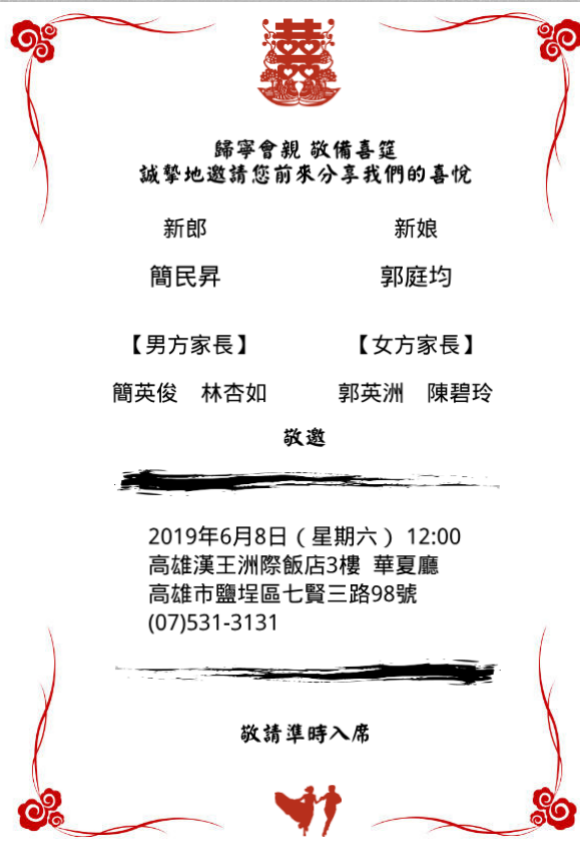 囍
歸寧會親 敬備喜筵
誠摯地邀請您前來分享我們的喜悅
新郎 新娘
簡民昇 郭庭均
【男方家長】 【女方家長】
簡英俊 林杏如 郭英洲 陳碧玲
敬邀
2019年6月8日（星期六） 12:00
高雄漢王洲際飯店3樓 華夏廳
高雄市鹽埕區七賢三路98號
(07)531-3131
敬請準時入席